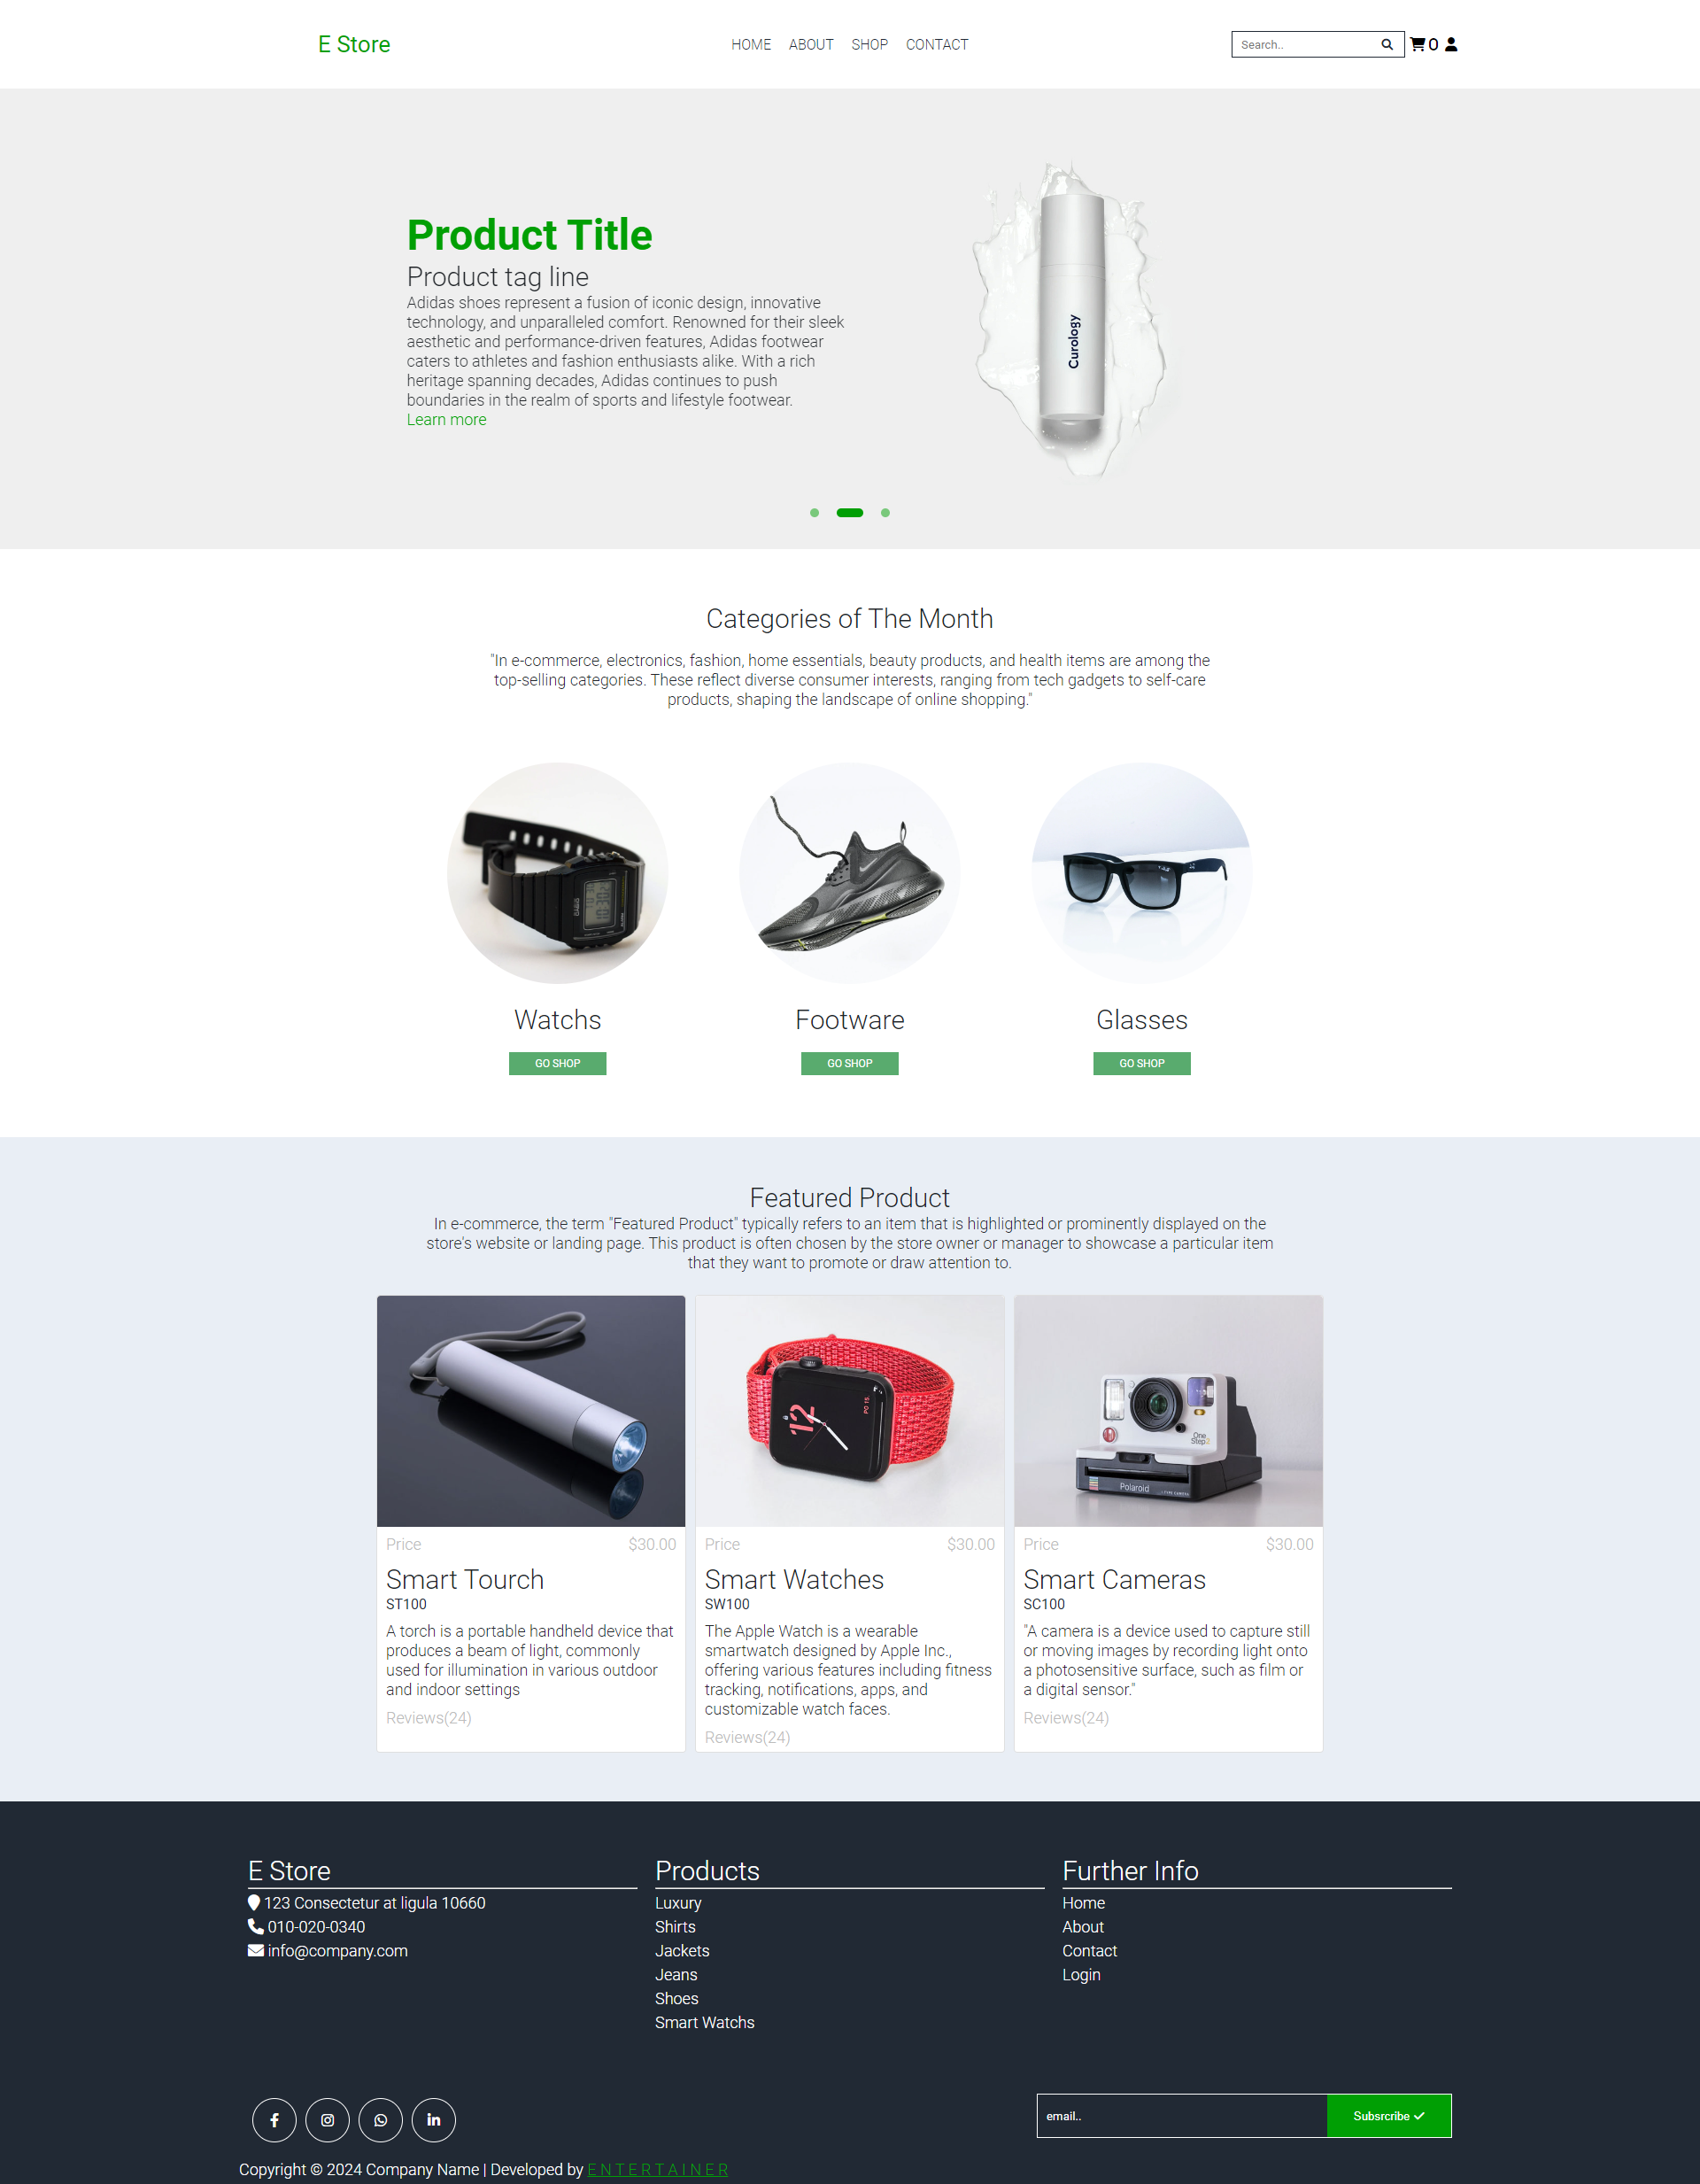 E Store
HOME ABOUT SHOP CONTACT
Search..
0
Product Title
Product tag line
Adidas shoes represent a fusion of iconic design, innovative
technology, and unparalleled comfort. Renowned for their sleek
aesthetic and performance-driven features, Adidas footwear
caters to athletes and fashion enthusiasts alike. With a rich
heritage spanning decades, Adidas continues to push
boundaries in the realm of sports and lifestyle footwear.
Learn more
Curology
Categories of The Month
"In e-commerce, electronics, fashion, home essentials, beauty products, and health items are among the
top-selling categories. These reflect diverse consumer interests, ranging from tech gadgets to self-care
products, shaping the landscape of online shopping."
CASIO
10:30
Watchs
GO SHOP
Footware
GO SHOP
Glasses
GO SHOP
Featured Product
In e-commerce, the term "Featured Product" typically refers to an item that is highlighted or prominently displayed on the
store's website or landing page. This product is often chosen by the store owner or manager to showcase a particular item
that they want to promote or draw attention to.
Price $30.00
Smart Tourch
ST100
A torch is a portable handheld device that
produces a beam of light, commonly
used for illumination in various outdoor
and indoor settings
Reviews(24)
12
Price $30.00
Smart Watches
SW100
The Apple Watch is a wearable
smartwatch designed by Apple Inc.,
offering various features including fitness
tracking, notifications, apps, and
customizable watch faces.
Reviews(24)
One
Step2
Polaroid
Price $30.00
Smart Cameras
SC100
"A camera is a device used to capture still
or moving images by recording light onto
a photosensitive surface, such as film or
a digital sensor."
Reviews(24)
E Store
123 Consectetur at ligula 10660
010-020-0340
info@company.com
Products
Luxury
Shirts
Jackets
Jeans
Shoes
Smart Watchs
Further Info
Home
About
Contact
Login
email..
Subsrcribe
Copyright © 2024 Company Name | Developed by E N T E R T A I N E R